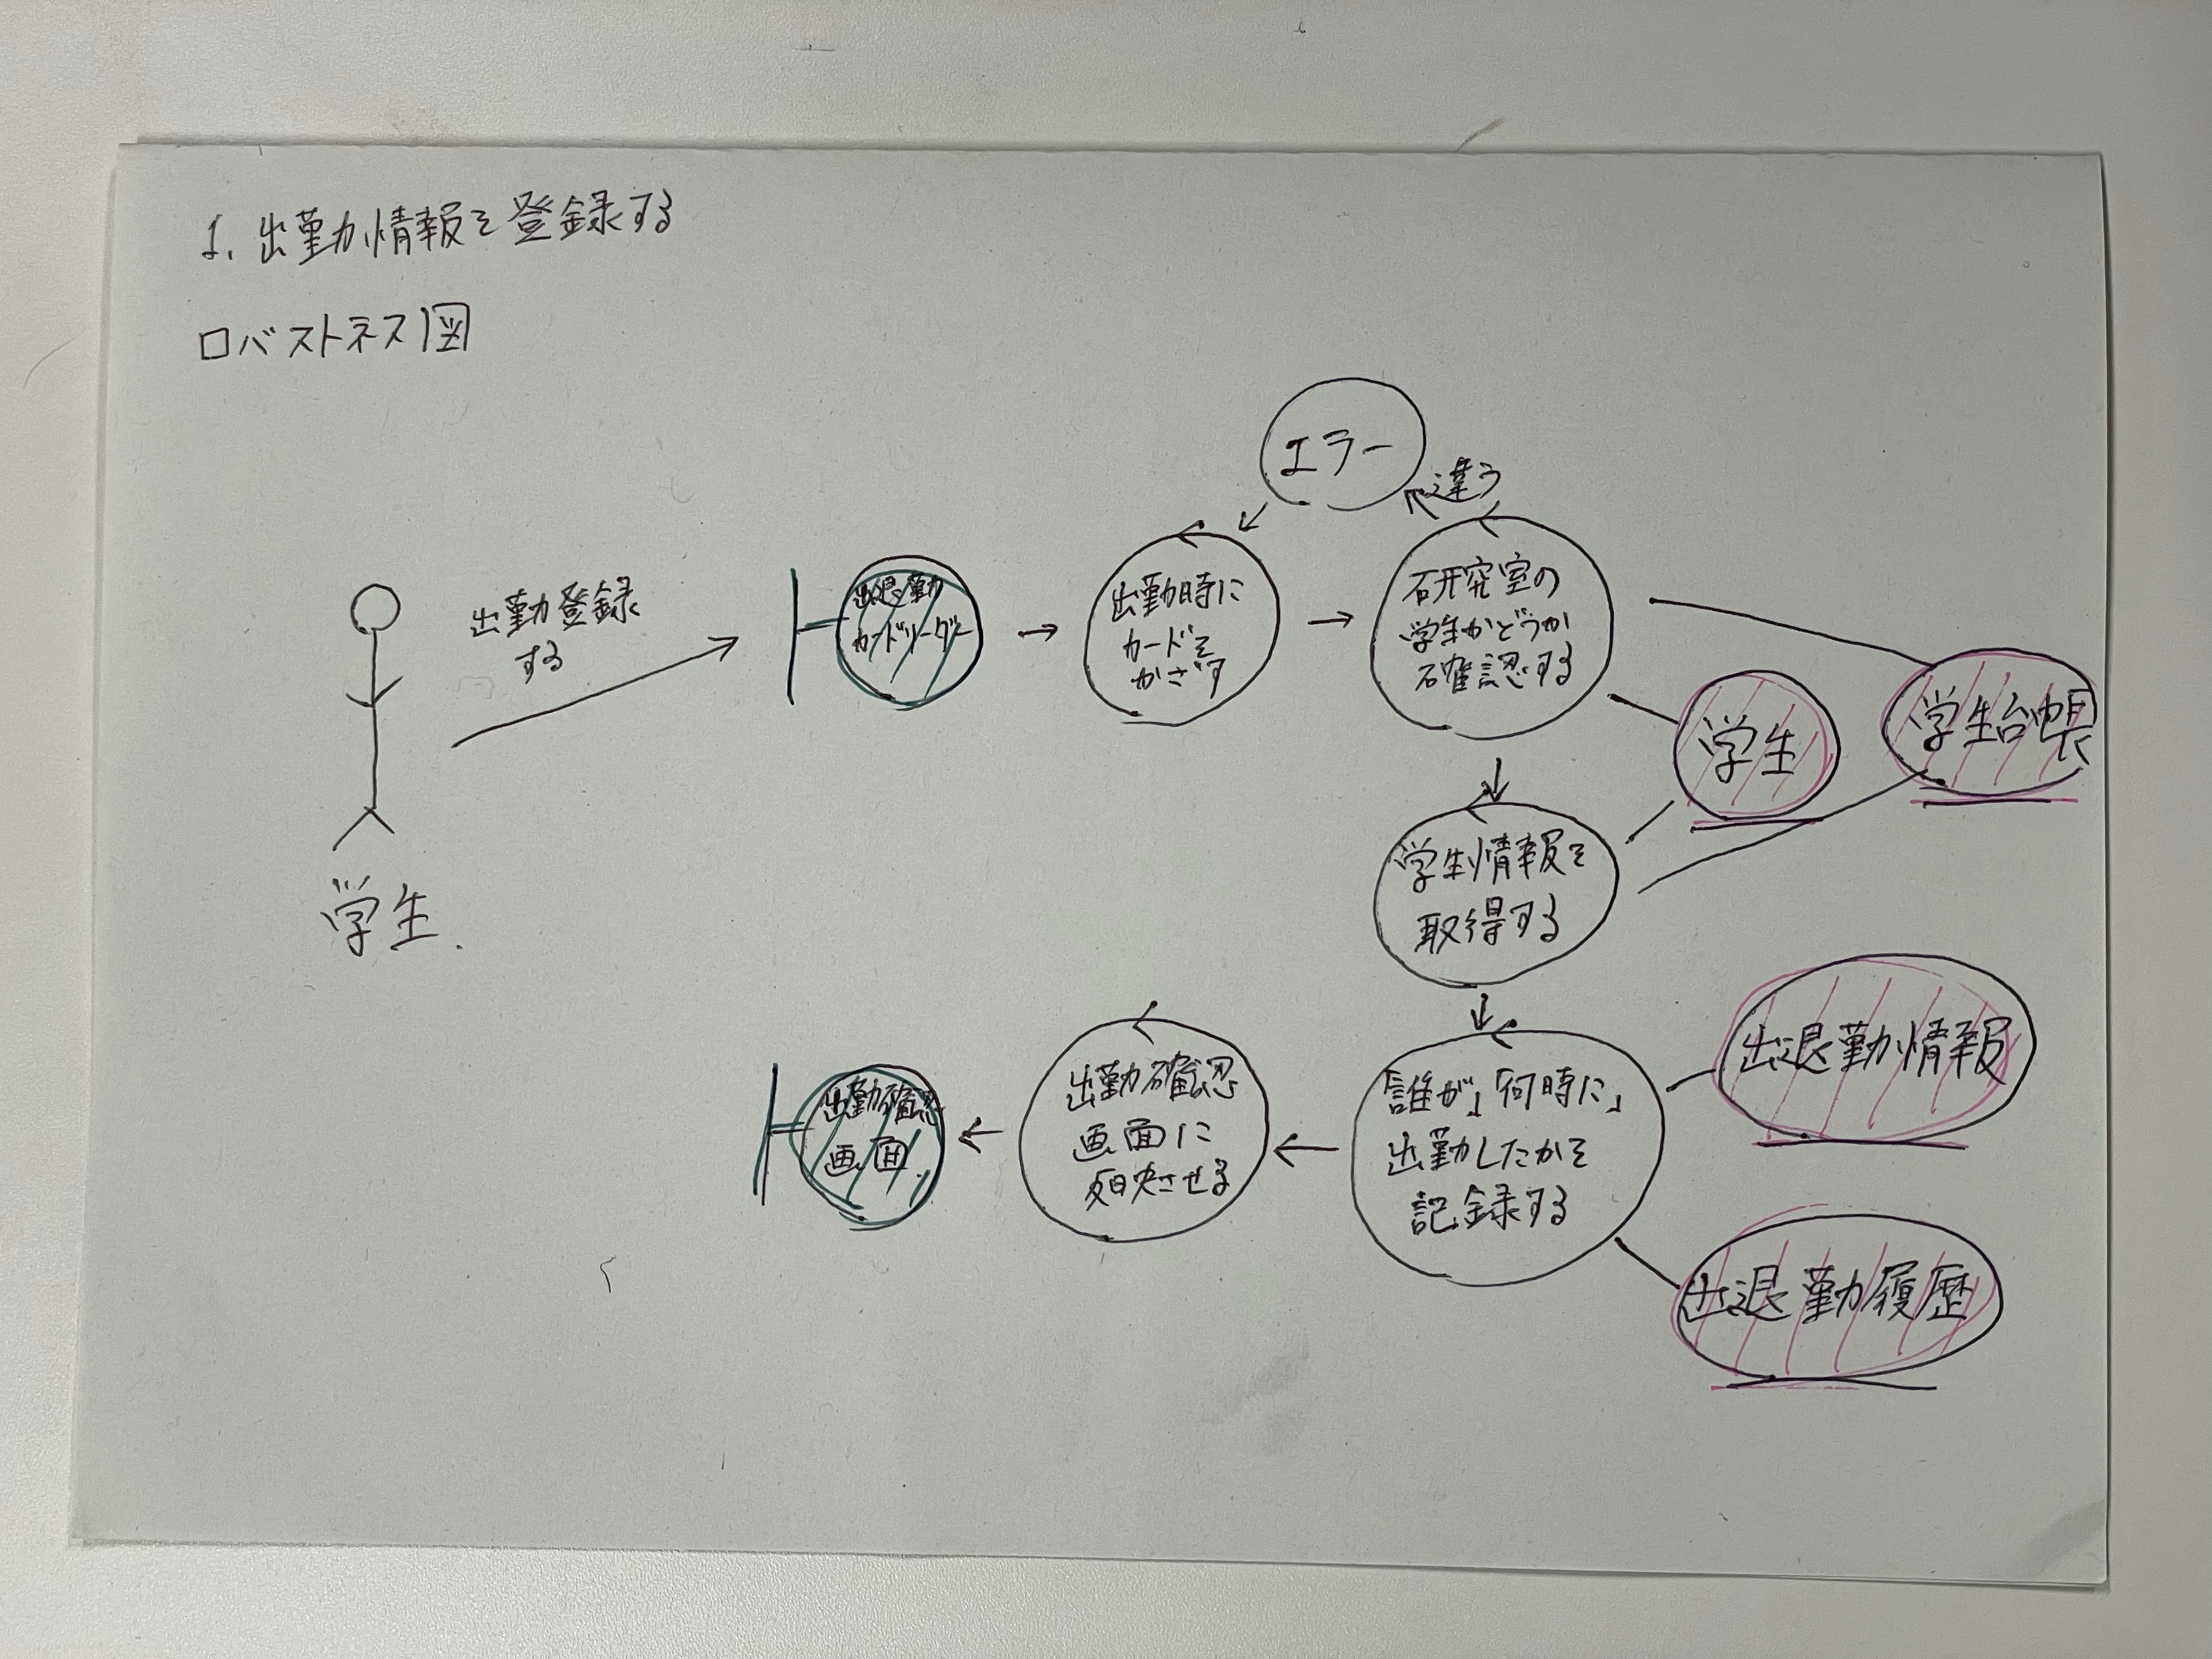 1. 出勤情報を登録する
ロバストネス図
エラー
違う
出勤登録
する
出退勤
カードリーダー
出勤時に
カードを
かざす
研究室の
学生かどうか
確認する
学生
学生台帳
学生情報を
取得する
学生
出退勤情報
「誰が」「何時に」
出勤したかを
記録する
出勤確認
画面に
反映させる
出勤確認
画面
出退勤履歴